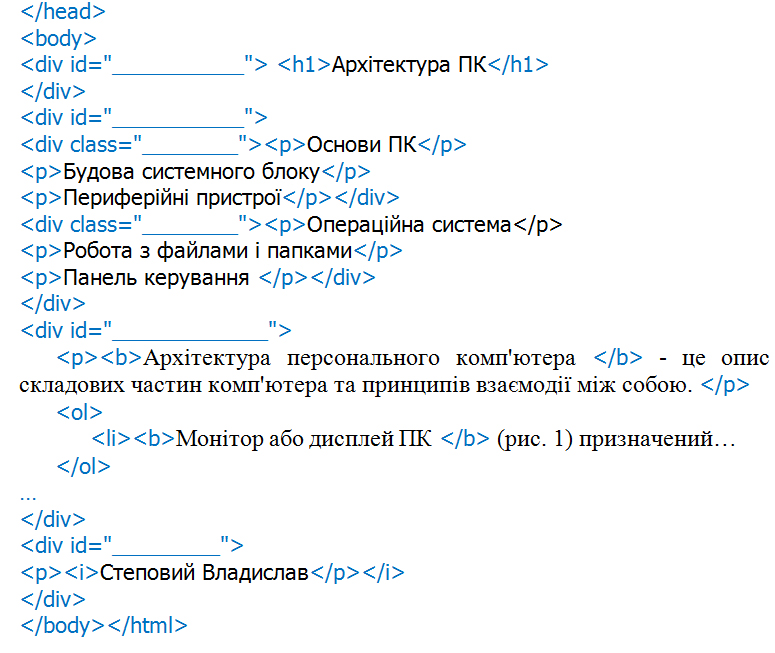 </head>
<body>
<div id="___________"> <h1>Архітектура ПК</h1>
</div>
<div id="___________">
<div class="________"><p>Основи ПК</p>
<p>Будова системного блоку</p>
<p>Периферійні пристрої</p></div>
<div class="________"><p>Операційна система</p>
<p>Робота з файлами і папками</p>
<p>Панель керування </p></div>
</div>
<div id="_____________">
<p><b>Архітектура персонального комп'ютера </b> - це опис
складових частин комп'ютера та принципів взаємодії між собою. </p>
<ol>
<li><b>Монітор або дисплей ПК </b> (рис. 1) призначений…
</ol>
…
</div>
<div id="_________">
<p><i>Степовий Владислав</p></i>
</div>
</body></html>